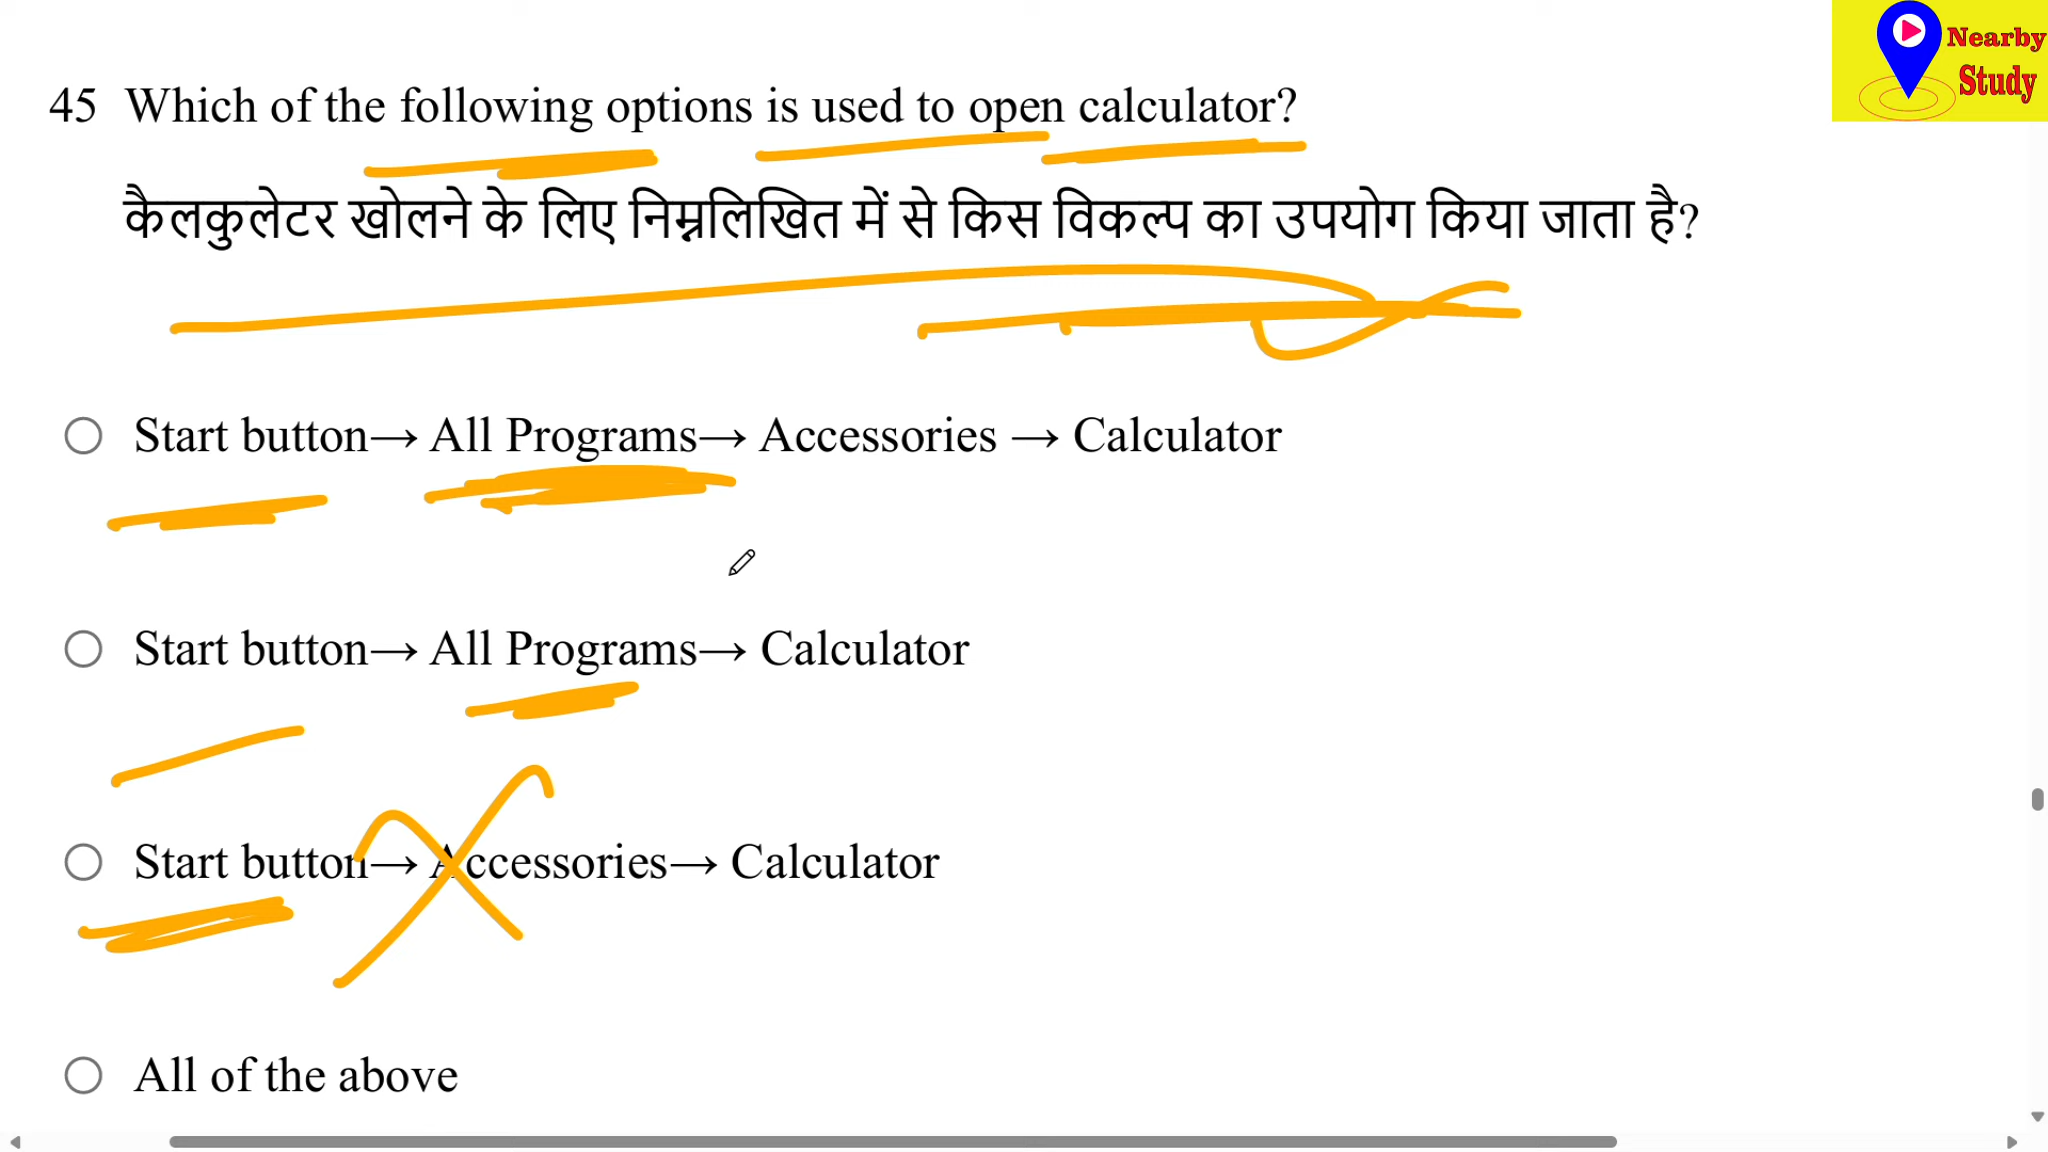 Nearby
Study
45 Which of the following options is used to open calculator?
कैलकुलेटर खोलने के लिए निम्नलिखित में से किस विकल्प का उपयोग किया जाता है?
Start button→ All Programs→ Accessories → Calculator
Start button→ All Programs→ Calculator
Start button→ Accessories→ Calculator
All of the above